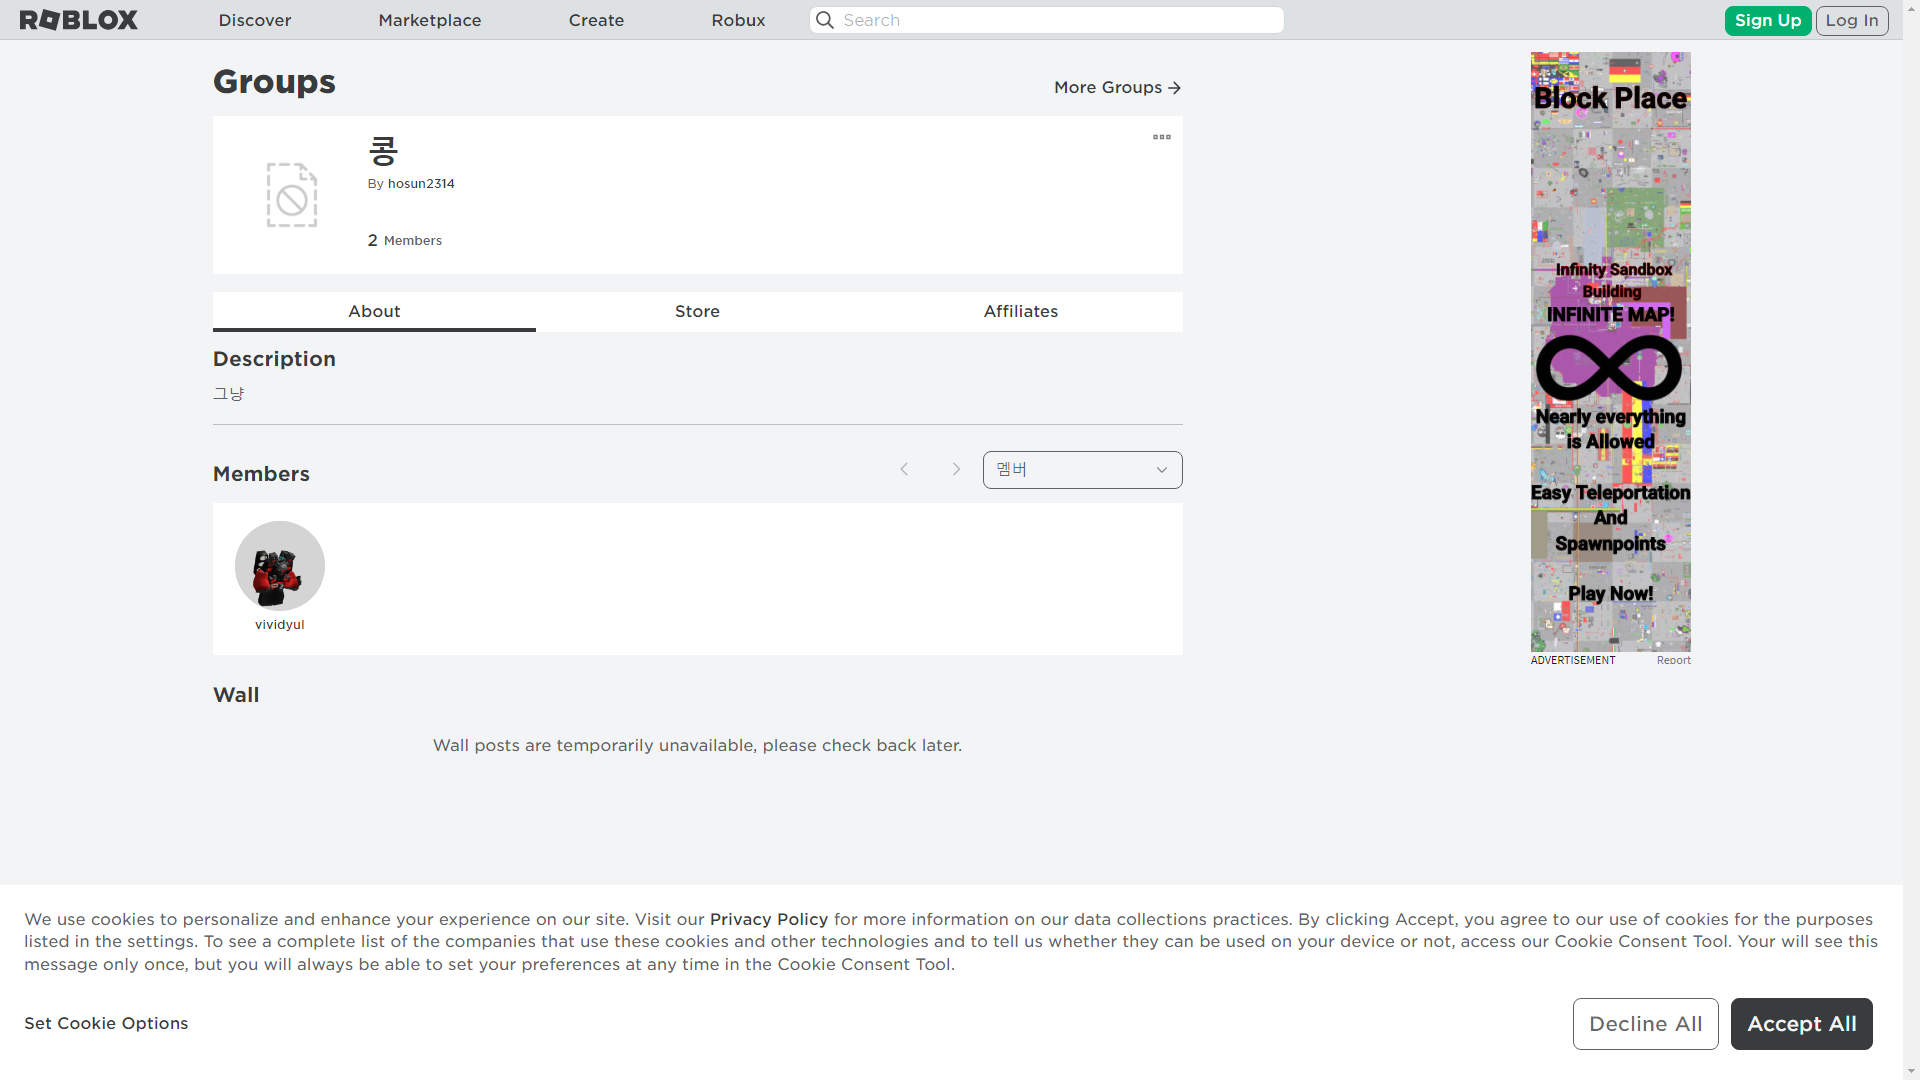 ROBLOX
Discover
Marketplace
Create
Robux
Search
Sign Up
Log In
Groups
More Groups
콩
By hosun2314
2 Members
About
Store
Affiliates
Description
그냥
Members
멤버
vividyul
Wall
Wall posts are temporarily unavailable, please check back later.
Block Place
Infinity Sandbox
Building
INFINITE MAP!
Nearly everything
is Allowed
Easy Teleportation
And
Spawnpoints
Play Now!
ADVERTISEMENT
Report
We use cookies to personalize and enhance your experience on our site. Visit our Privacy Policy for more information on our data collections practices. By clicking Accept, you agree to our use of cookies for the purposes
listed in the settings. To see a complete list of the companies that use these cookies and other technologies and to tell us whether they can be used on your device or not, access our Cookie Consent Tool. Your will see this
message only once, but you will always be able to set your preferences at any time in the Cookie Consent Tool.
Set Cookie Options
Decline All
Accept All